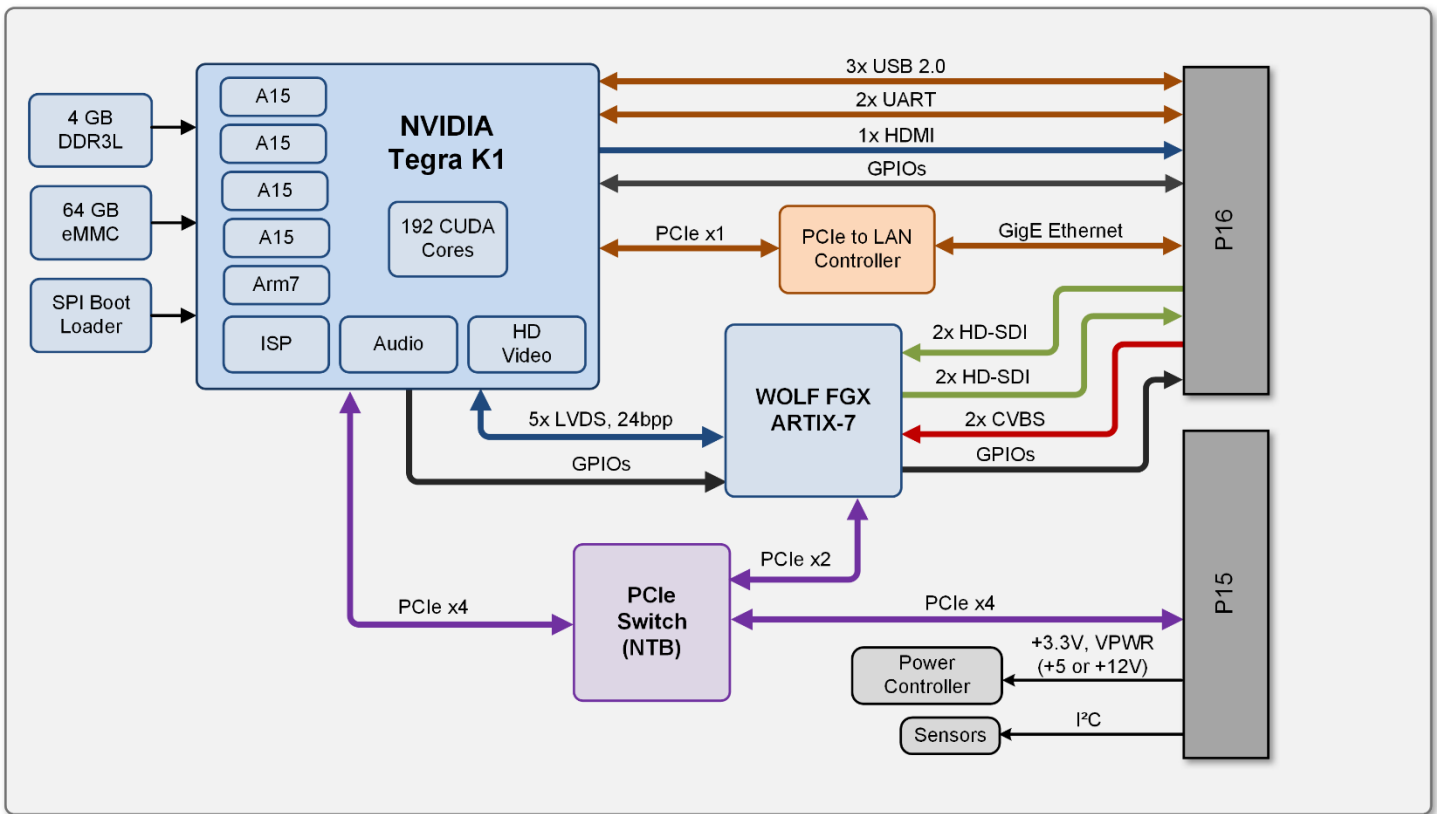 4 GB
DDR3L
64 GB
eMMC
SPI Boot
Loader
A15
A15
A15
A15
Arm7
ISP
Audio
HD
Video
NVIDIA
Tegra K1
192 CUDA
Cores
3x USB 2.0
2x UART
1x HDMI
GPIOs
PCIe x1
PCIe to LAN
Controller
GigE Ethernet
P16
2x HD-SDI
2x HD-SDI
2x CVBS
GPIOs
WOLF FGX
ARTIX-7
5x LVDS, 24bpp
GPIOs
PCIe x2
PCIe x4
PCIe
Switch
(NTB)
PCIe x4
P15
+3.3V, VPWR
(+5 or +12V)
Power
Controller
I²C
Sensors